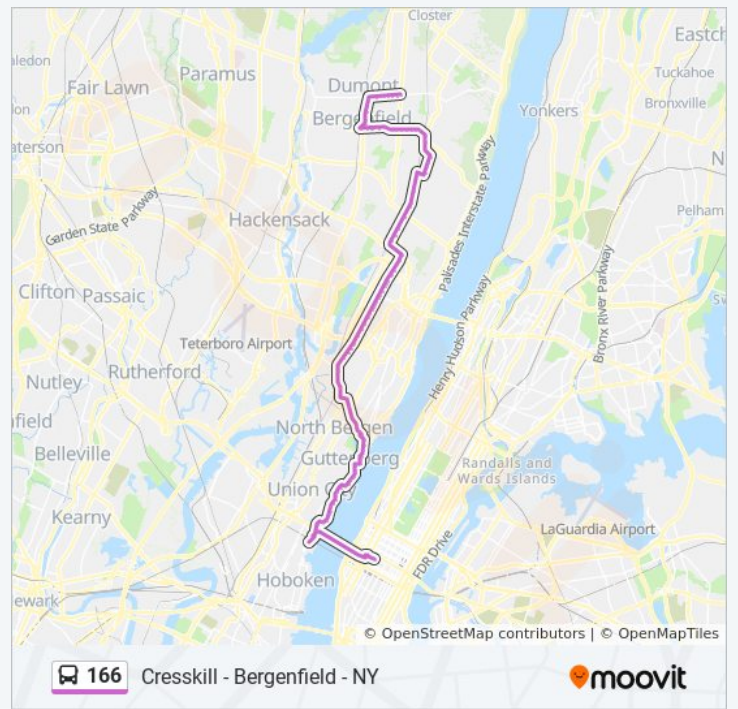 Closter
Eastch
aledon
Fair Lawn
Paramus
Dumont
Tuckahoe
Bronxville
Bergenfield
Yonkers
aterson
N
Palisades Interstate Parkway
Garden State Parkway
Hackensack
Pelham
Clifton
Passaic
Henry Hudson Parkway
Bronx River Parkway
Teterboro Airport
Nutley
Rutherford
North Bergen
field
Belleville
Guttenberg
Randalls and
Wards Islands
Union City
Kearny
LaGuardia Airport
FDR Drive
Hoboken
ewark
© OpenStreetMap contributors | © OpenMapTiles
166 Cresskill - Bergenfield - NY
moovit